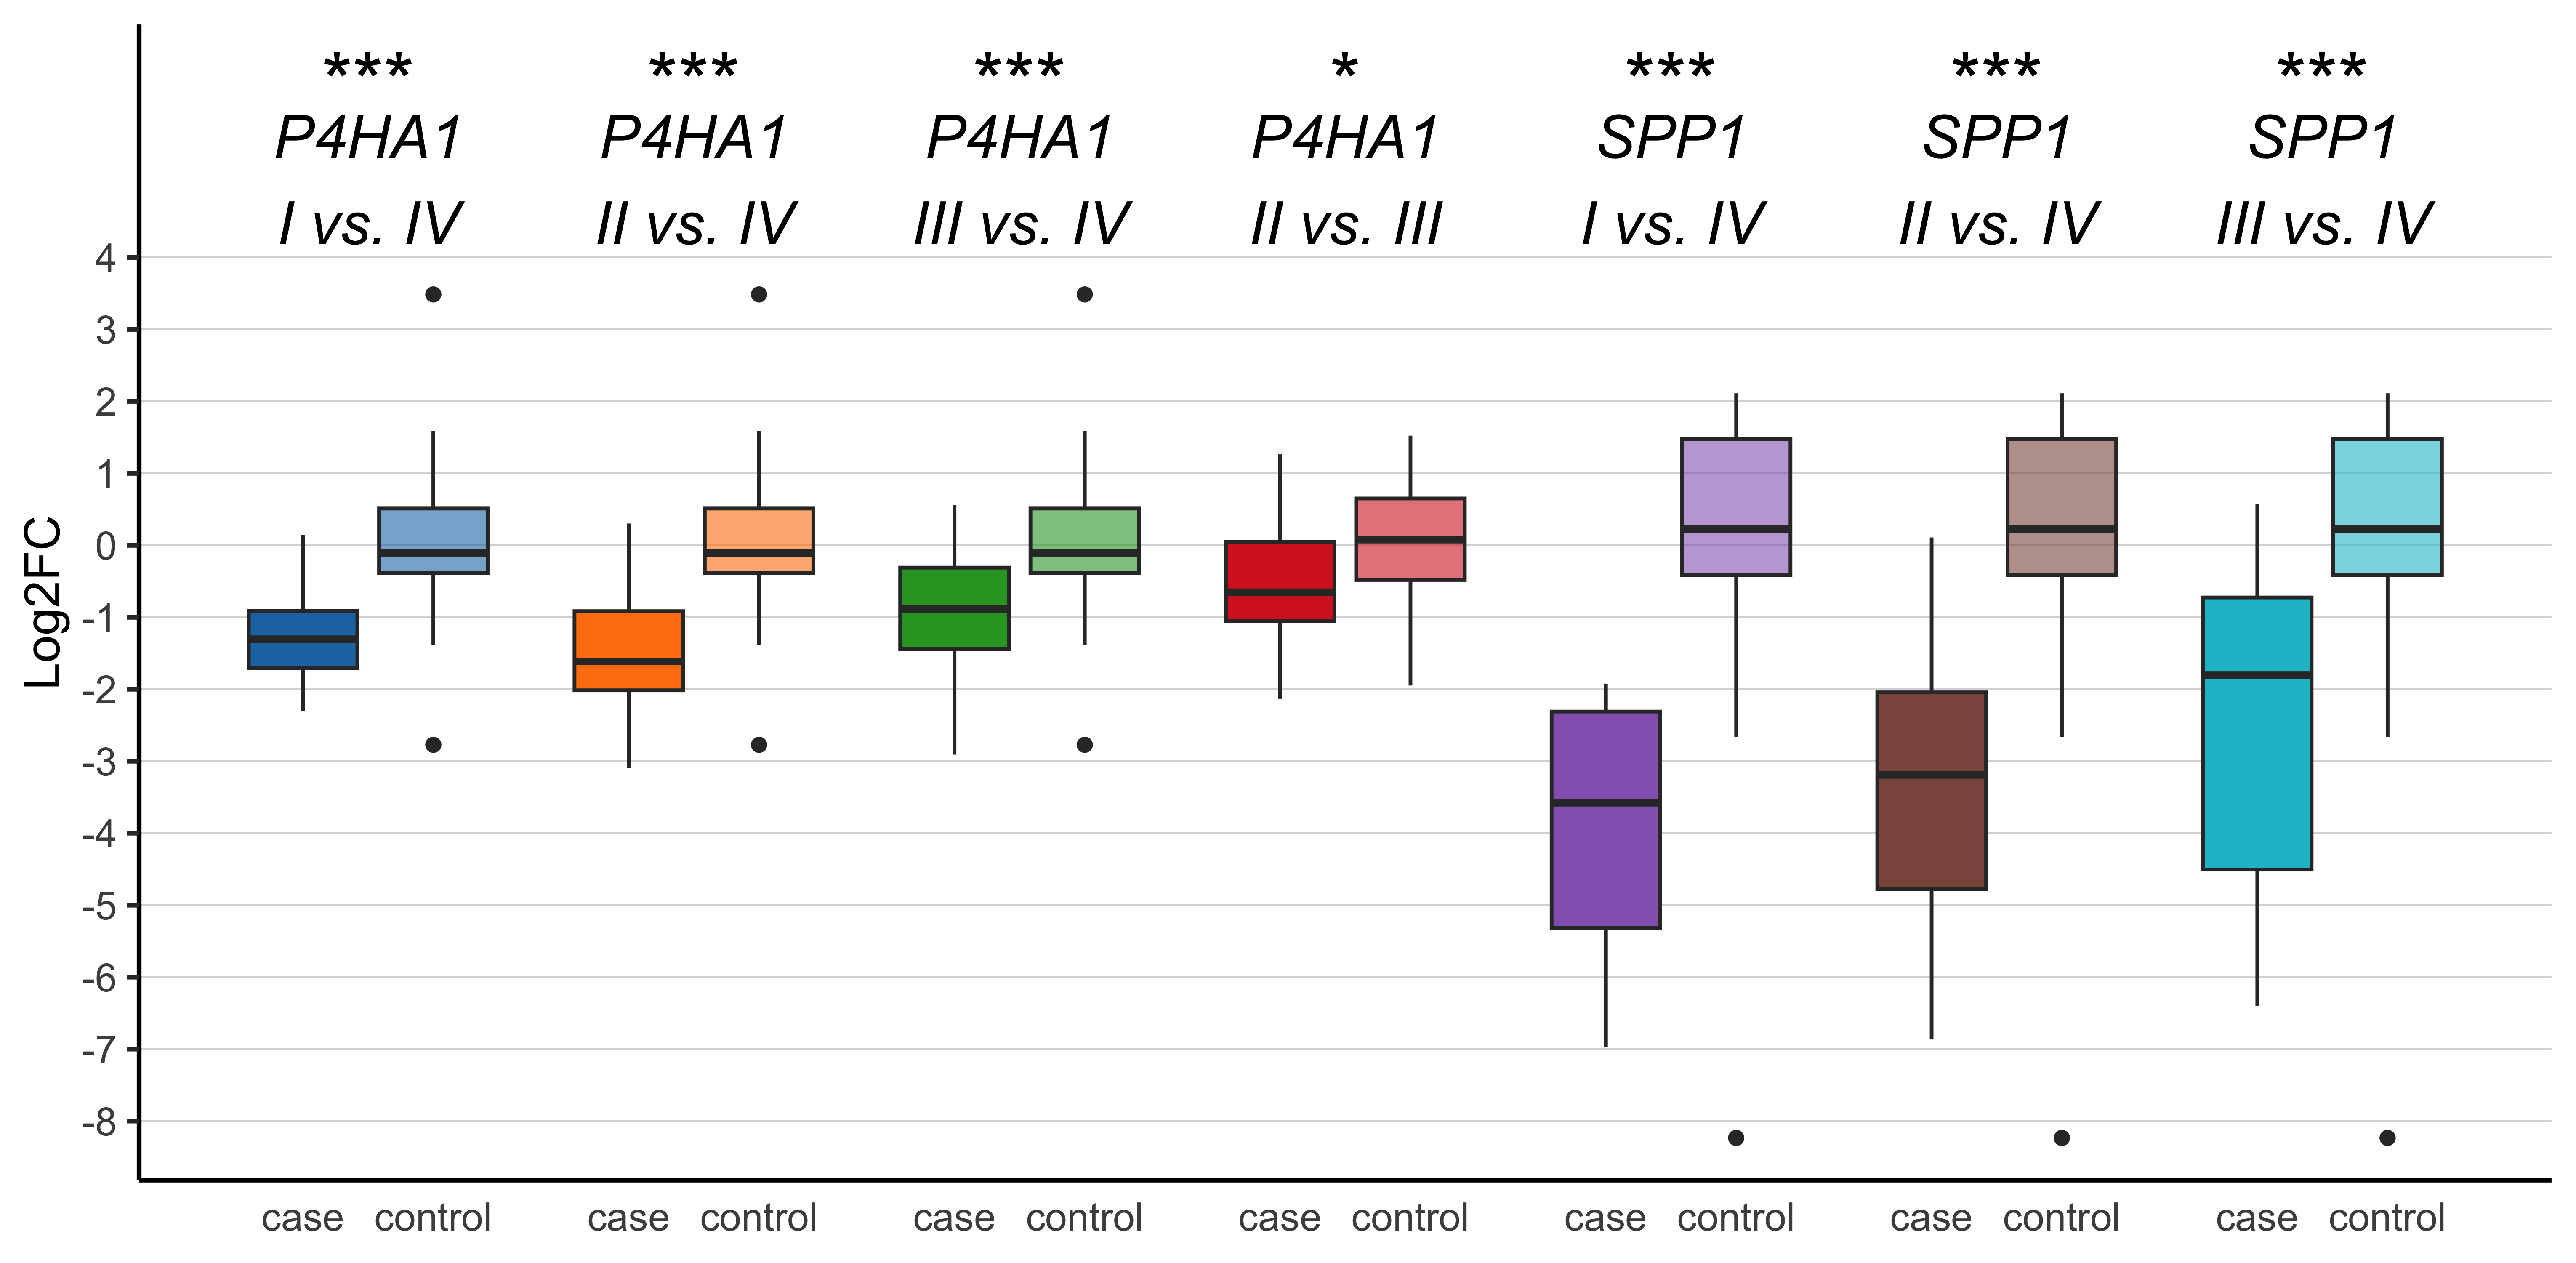 *** *** *** * *** *** ***
P4HA1 P4HA1 P4HA1 P4HA1 SPP1 SPP1 SPP1
I vs. IV II vs. IV III vs. IV II vs. III I vs. IV II vs. IV III vs. IV
4
3
2
1
0
-1
-2
-3
-4
-5
-6
-7
-8
Log2FC
case control case control case control case control case control case control case control